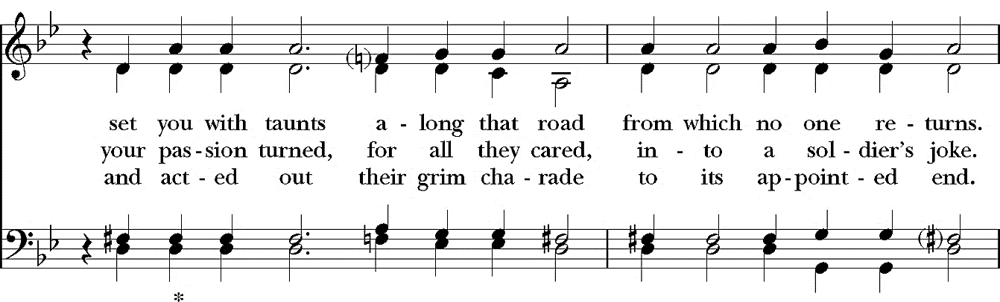 set you with taunts a - long that road from which no one re - turns.
your pas - sion turned, for all they cared, in - to a sol - dier’s joke.
and act - ed out their grim cha - rade to its ap - point - ed end.
*